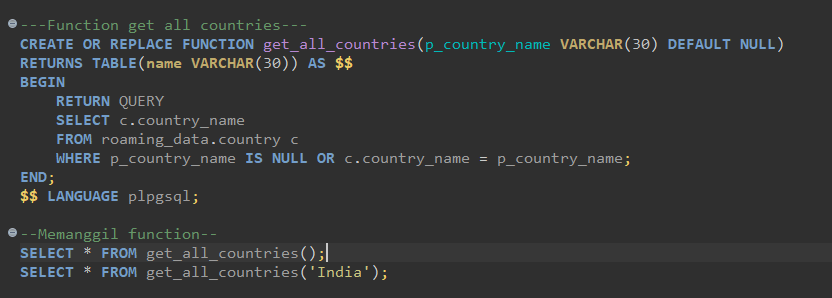 ---Function get all countries---
CREATE OR REPLACE FUNCTION get_all_countries(p_country_name VARCHAR(30) DEFAULT NULL)
RETURNS TABLE(name VARCHAR(30)) AS $$
BEGIN
    RETURN QUERY
    SELECT c.country_name
    FROM roaming_data.country c
    WHERE p_country_name IS NULL OR c.country_name = p_country_name;
END;
$$ LANGUAGE plpgsql;

--Memanggil function--
SELECT * FROM get_all_countries();
SELECT * FROM get_all_countries('India');